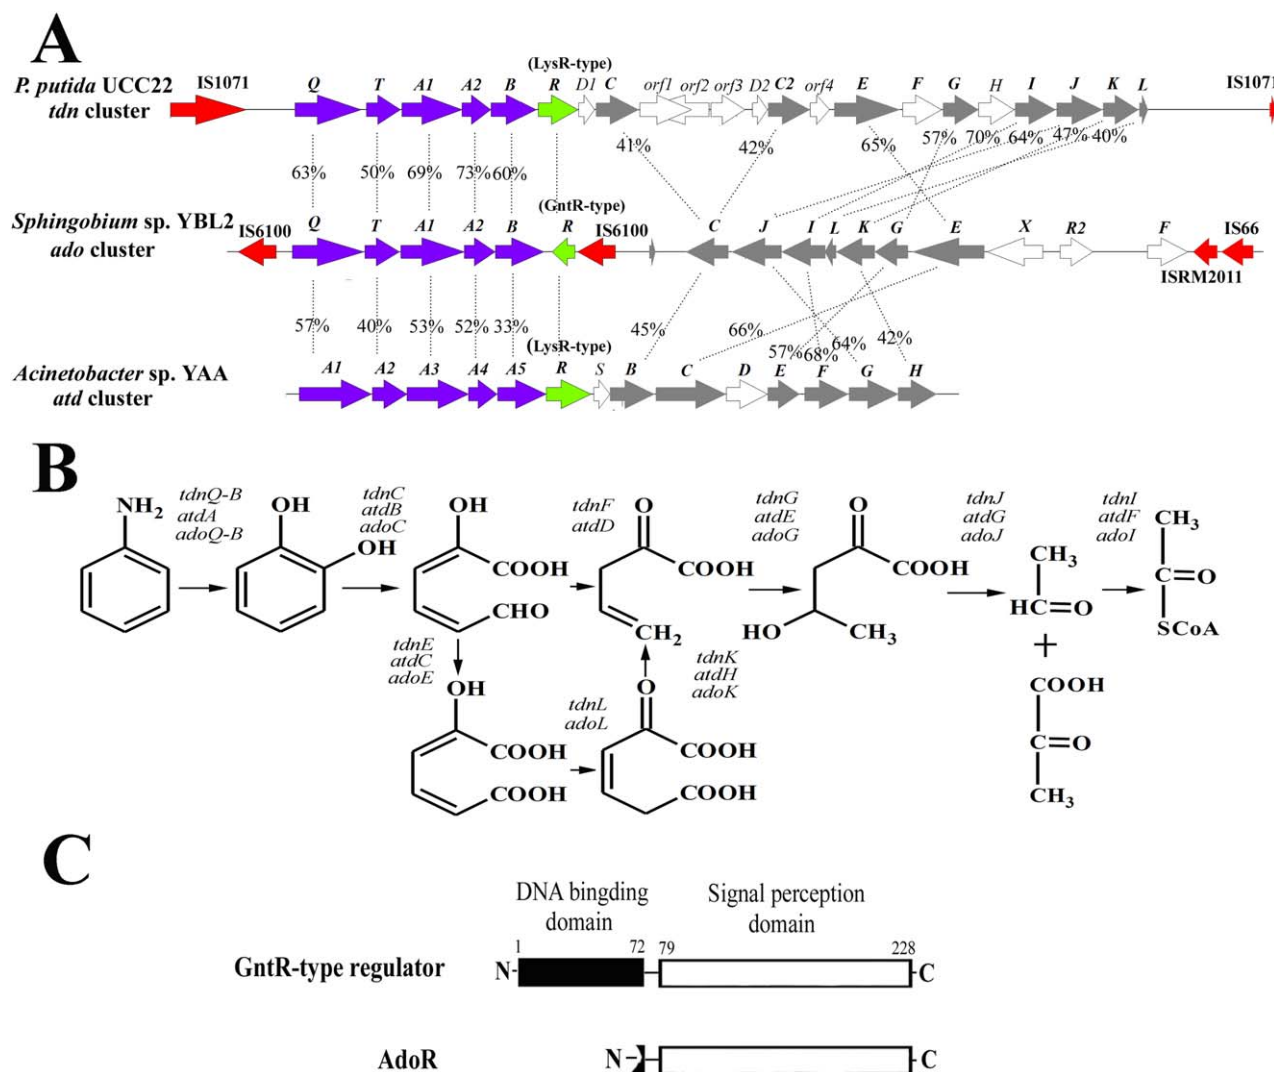 A
P. putida UCC22
tdn cluster
IS1071 Q T A1 A2 B R D1 C orf1 orf2 orf3 D2 C2 orf4 E F G H I J K L IS1071
(LysR-type)
41% 42% 65% 57% 70% 64% 47% 40%
63% 50% 69% 73% 60%
Sphingobium sp. YBL2
ado cluster
IS6100 Q T A1 A2 B R IS6100 C J I L K G E X R2 F IS66
(GntR-type)
ISRM2011
57% 40% 53% 52% 33% 45% 66% 57% 68% 64% 42%
(LysR-type)
Acinetobacter sp. YAA
atd cluster
A1 A2 A3 A4 A5 R S B C D E F G H
B
NH2
tdnQ-B
atdA
adoQ-B
OH
OH
tdnC
atdB
adoC
OH
COOH
CHO
tdnF
atdD
O
COOH
CH2
tdnG
atdE
adoG
O
COOH
HO
CH3
tdnJ
atdG
adoJ
CH3
HC=O
+
COOH
C=O
CH3
tdnI
atdF
adoI
CH3
C=O
SCoA
tdnE
atdC
adoE
OH
COOH
COOH
tdnL
adoL
O
COOH
COOH
tdnK
atdH
adoK
C
DNA bingding
domain
Signal perception
domain
1 72 79 228
GntR-type regulator N- -C
AdoR N- -C